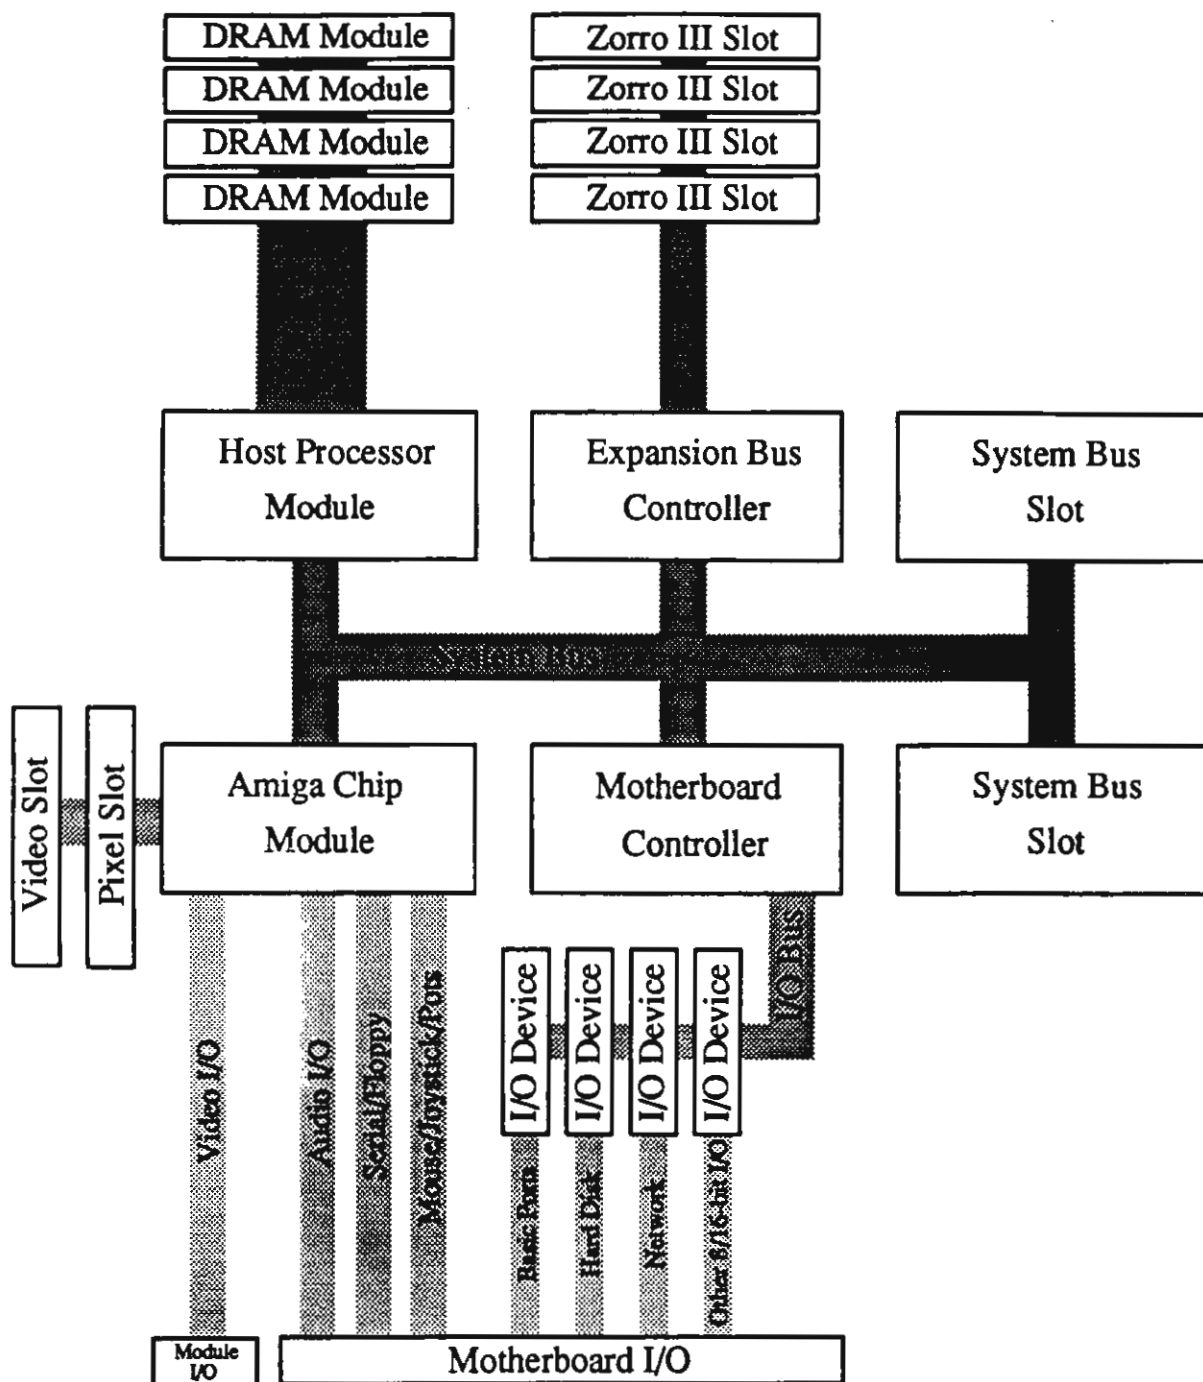 DRAM Module
DRAM Module
DRAM Module
DRAM Module
Zorro III Slot
Zorro III Slot
Zorro III Slot
Zorro III Slot
Host Processor
Module
Expansion Bus
Controller
System Bus
Slot
System Bus
Video Slot
Pixel Slot
Amiga Chip
Module
Motherboard
Controller
System Bus
Slot
I/O Bus
I/O Device
I/O Device
I/O Device
I/O Device
Video I/O
Audio I/O
Serial/Floppy
Mouse/Joystick/Pots
Basic Ports
Hard Disk
Network
Other 8/16-bit I/O
Module
I/O
Motherboard I/O